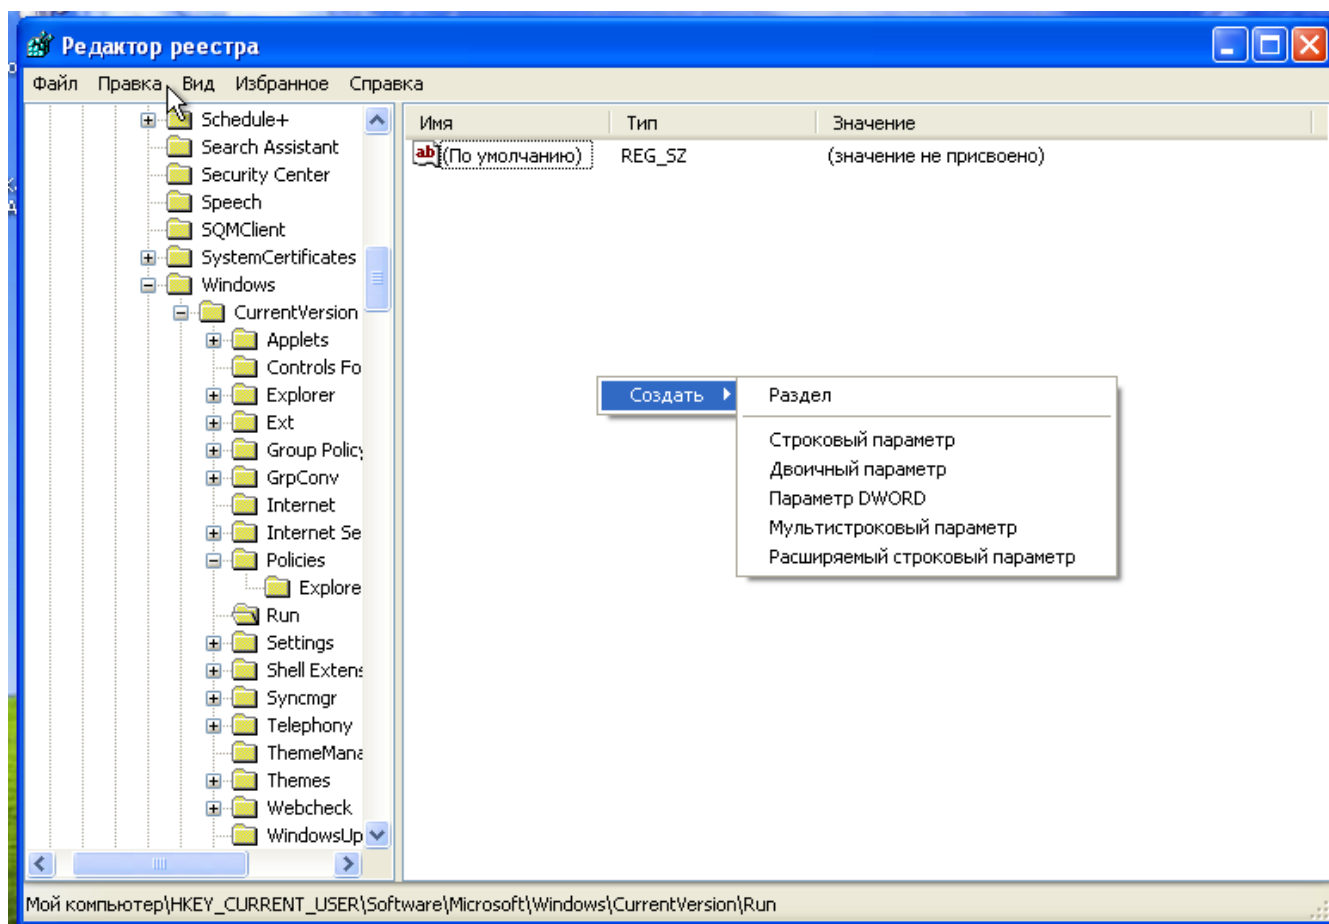 Редактор реестра
Файл Правка Вид Избранное Справка
Schedule+
Search Assistant
Security Center
Speech
SQMClient
SystemCertificates
Windows
CurrentVersion
Applets
Controls Fo
Explorer
Ext
Group Policy
GrpConv
Internet
Internet Se
Policies
Explore
Run
Settings
Shell Extens
Syncmgr
Telephony
ThemeMana
Themes
Webcheck
WindowsUp
Имя Тип Значение
ab (По умолчанию) REG_SZ (значение не присвоено)
Создать
Раздел
Строковый параметр
Двоичный параметр
Параметр DWORD
Мультистроковый параметр
Расширяемый строковый параметр
Мой компьютер\HKEY_CURRENT_USER\Software\Microsoft\Windows\CurrentVersion\Run